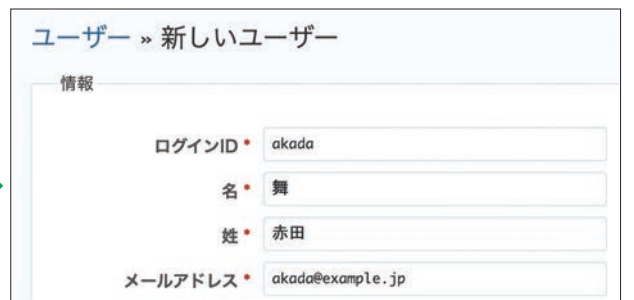 ユーザー » 新しいユーザー
情報
ログインID * akada
名 * 舞
姓 * 赤田
メールアドレス * akada@example.jp